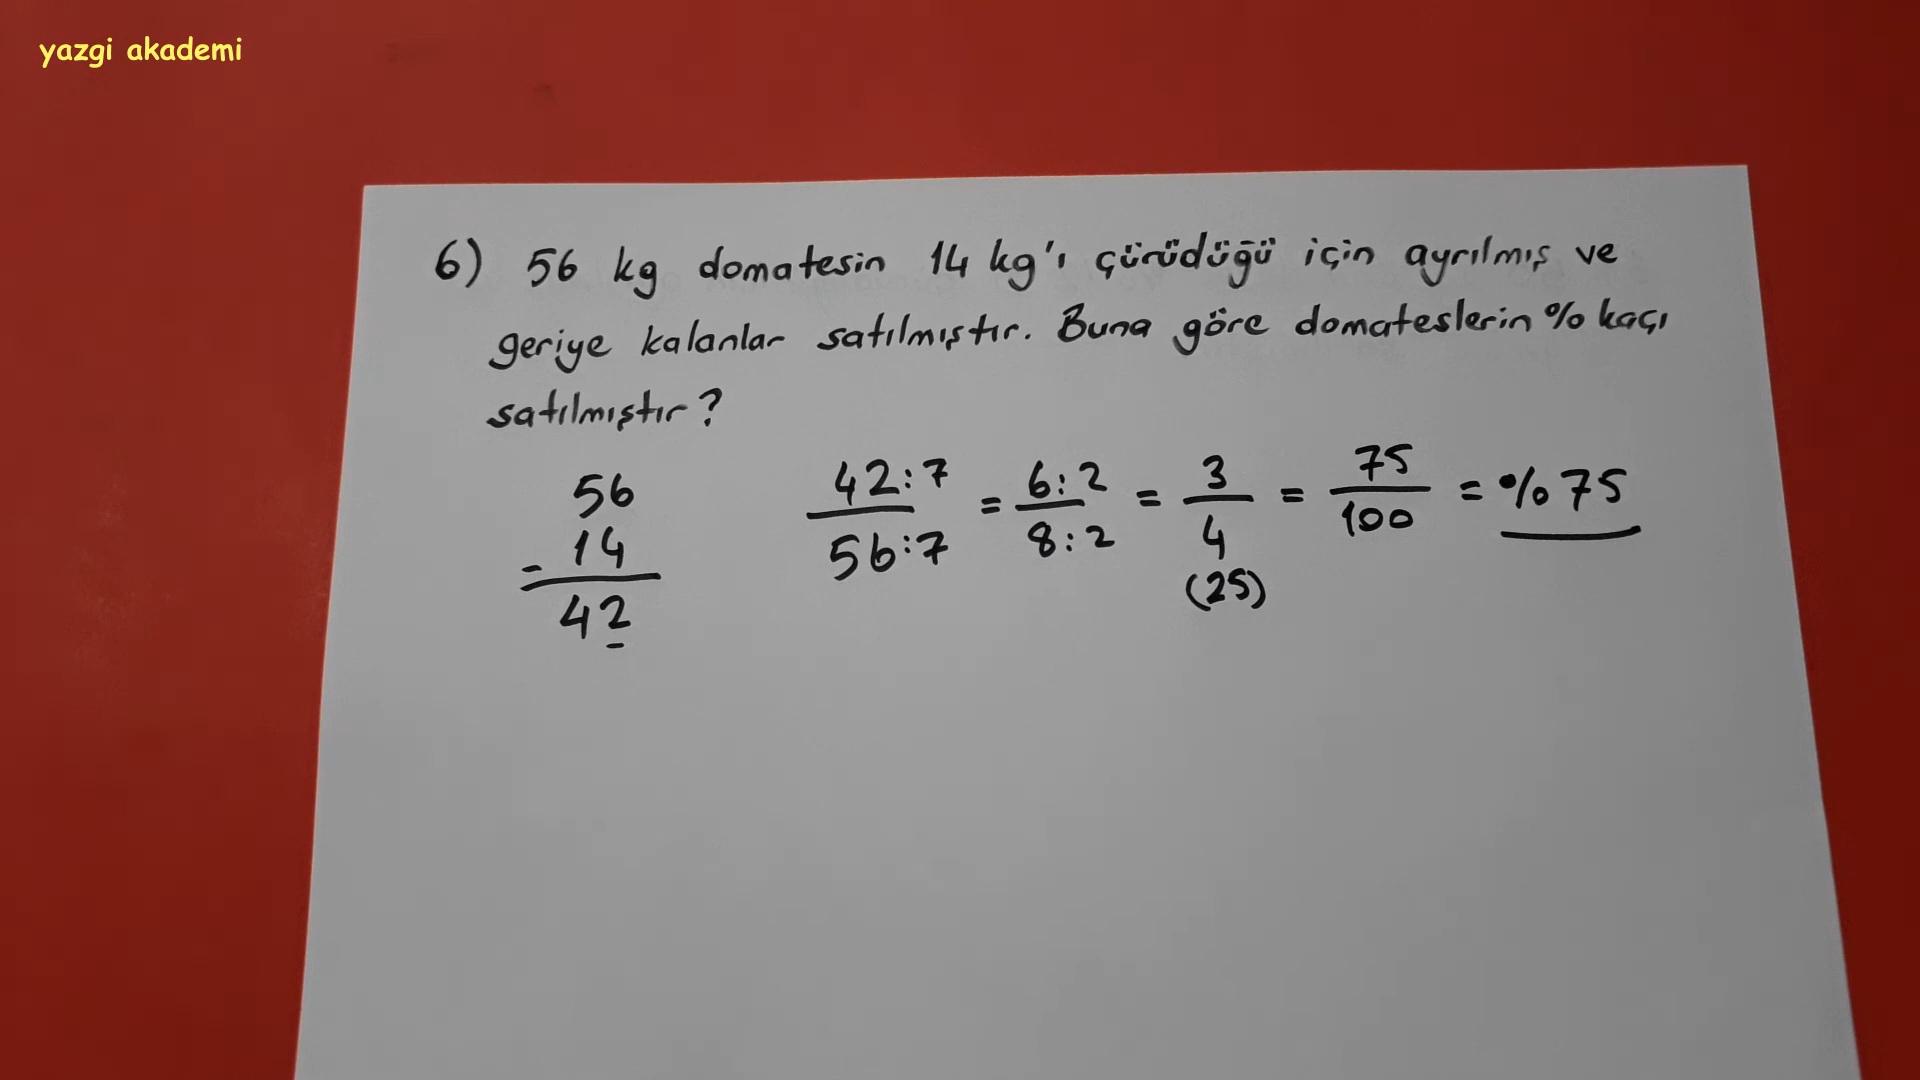 yazgi akademi
6) 56 kg domatesin 14 kg'ı çürüdüğü için ayrılmış ve
geriye kalanlar satılmıştır. Buna göre domateslerin % kaçı
satılmıştır?
56
- 14
42
42:7 / 56:7 = 6:2 / 8:2 = 3 / 4 = 75 / 100 = %75
(25)